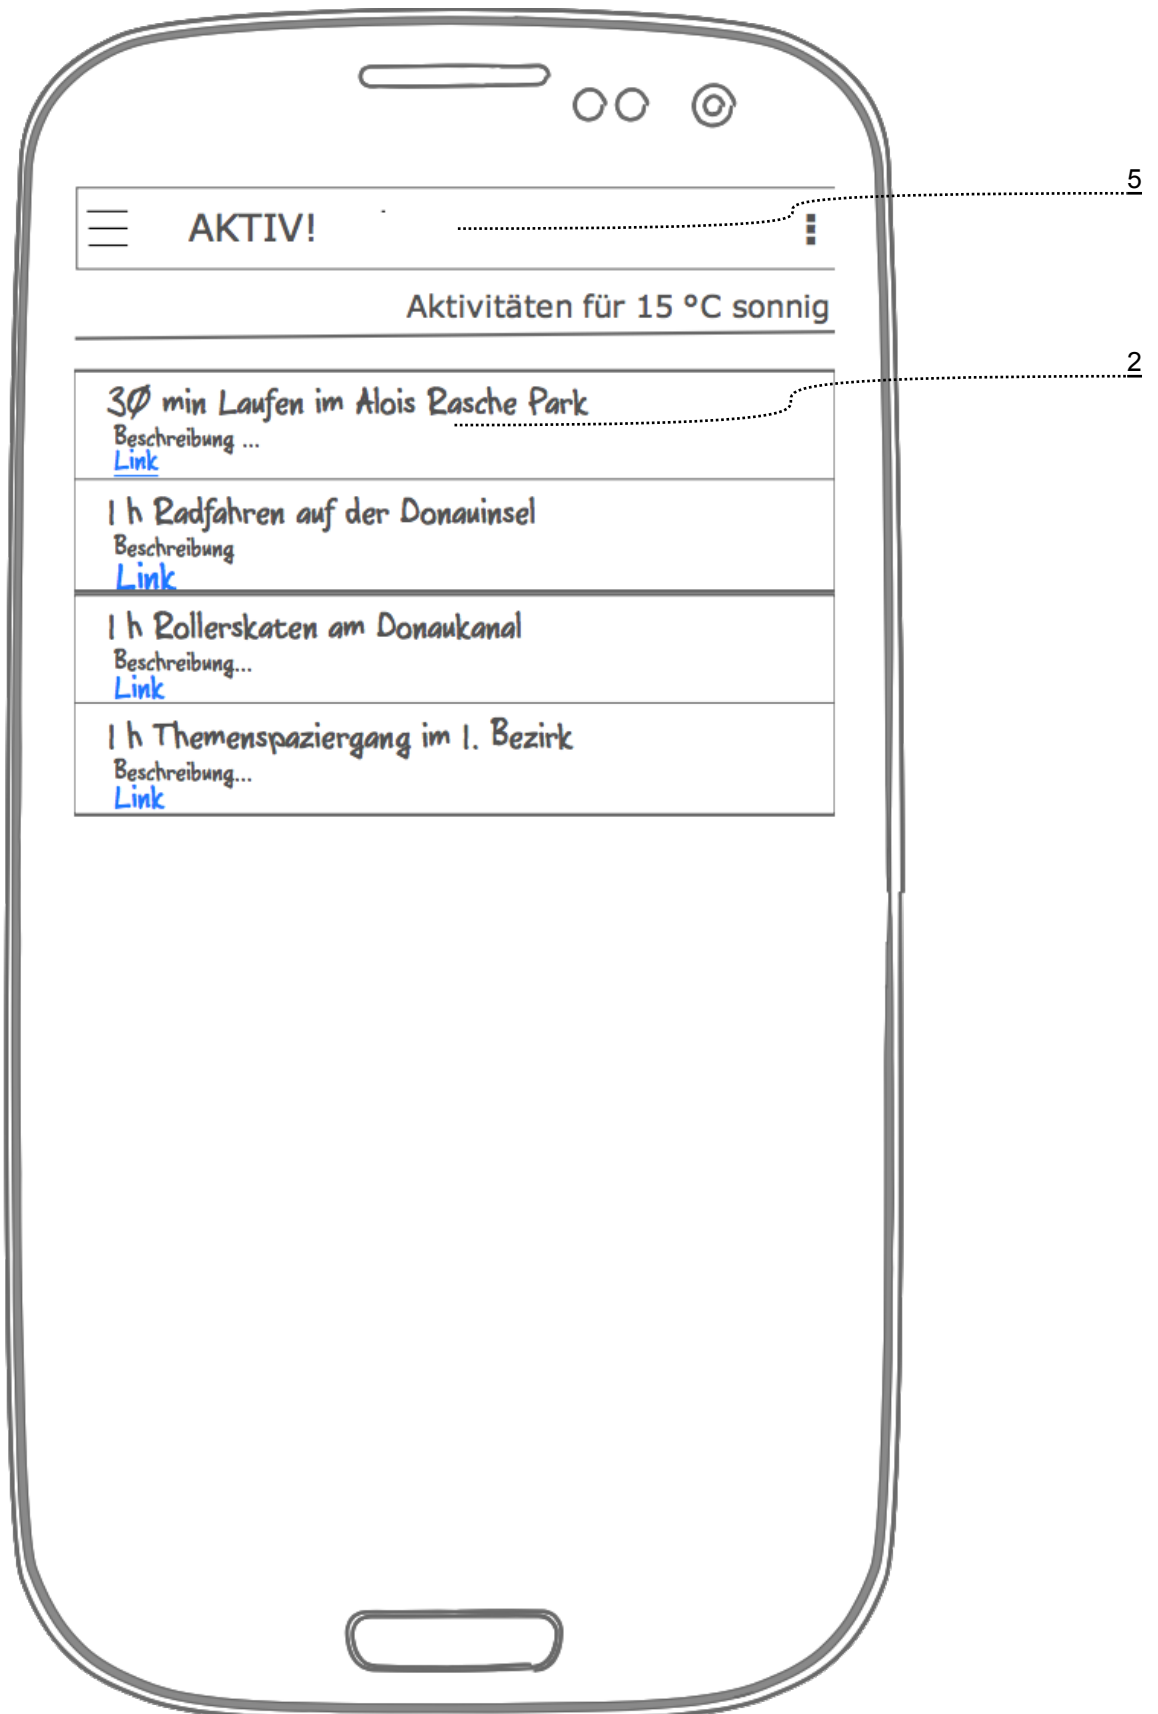 5
AKTIV!
Aktivitäten für 15 °C sonnig
2
30 min Laufen im Alois Rasche Park
Beschreibung ...
Link
1 h Radfahren auf der Donauinsel
Beschreibung
Link
1 h Rollerskaten am Donaukanal
Beschreibung...
Link
1 h Themenspaziergang im 1. Bezirk
Beschreibung...
Link